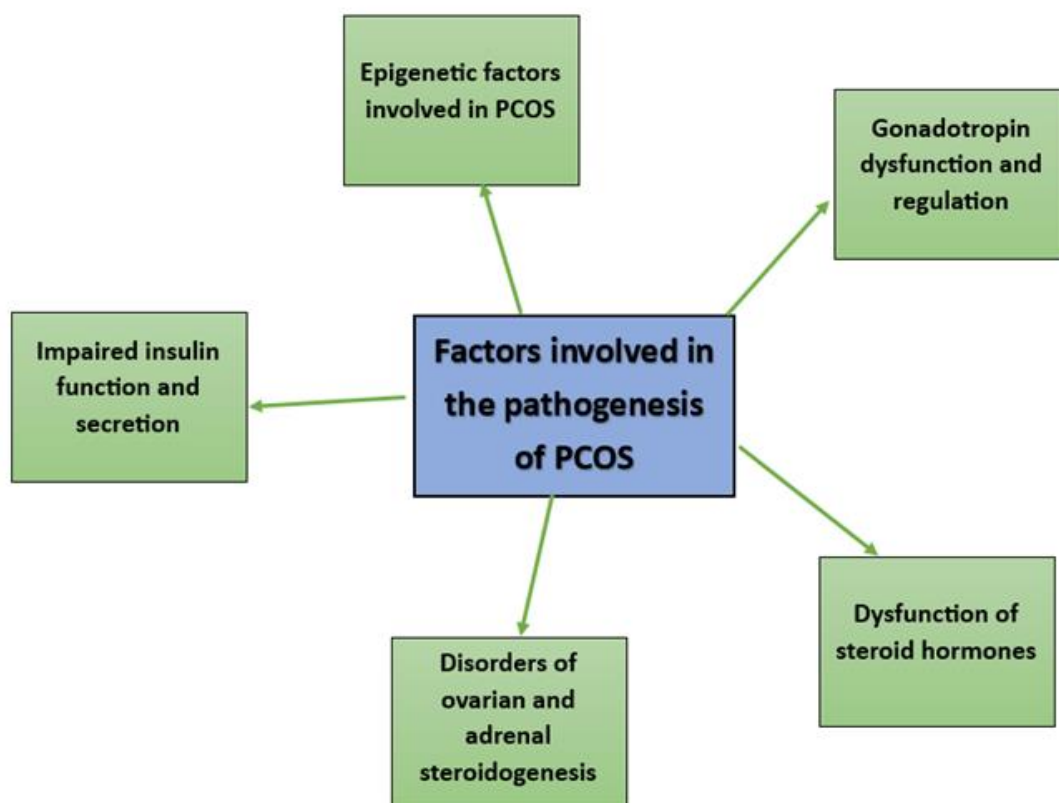 Epigenetic factors
involved in PCOS
Gonadotropin
dysfunction and
regulation
Impaired insulin
function and
secretion
Factors involved in
the pathogenesis
of PCOS
Dysfunction of
steroid hormones
Disorders of
ovarian and
adrenal
steroidogenesis